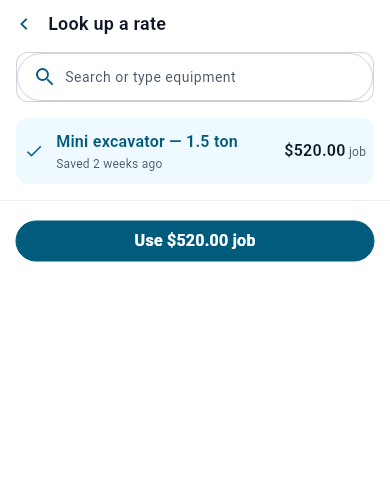 Look up a rate
Search or type equipment
Mini excavator — 1.5 ton
$520.00 job
Saved 2 weeks ago
Use $520.00 job